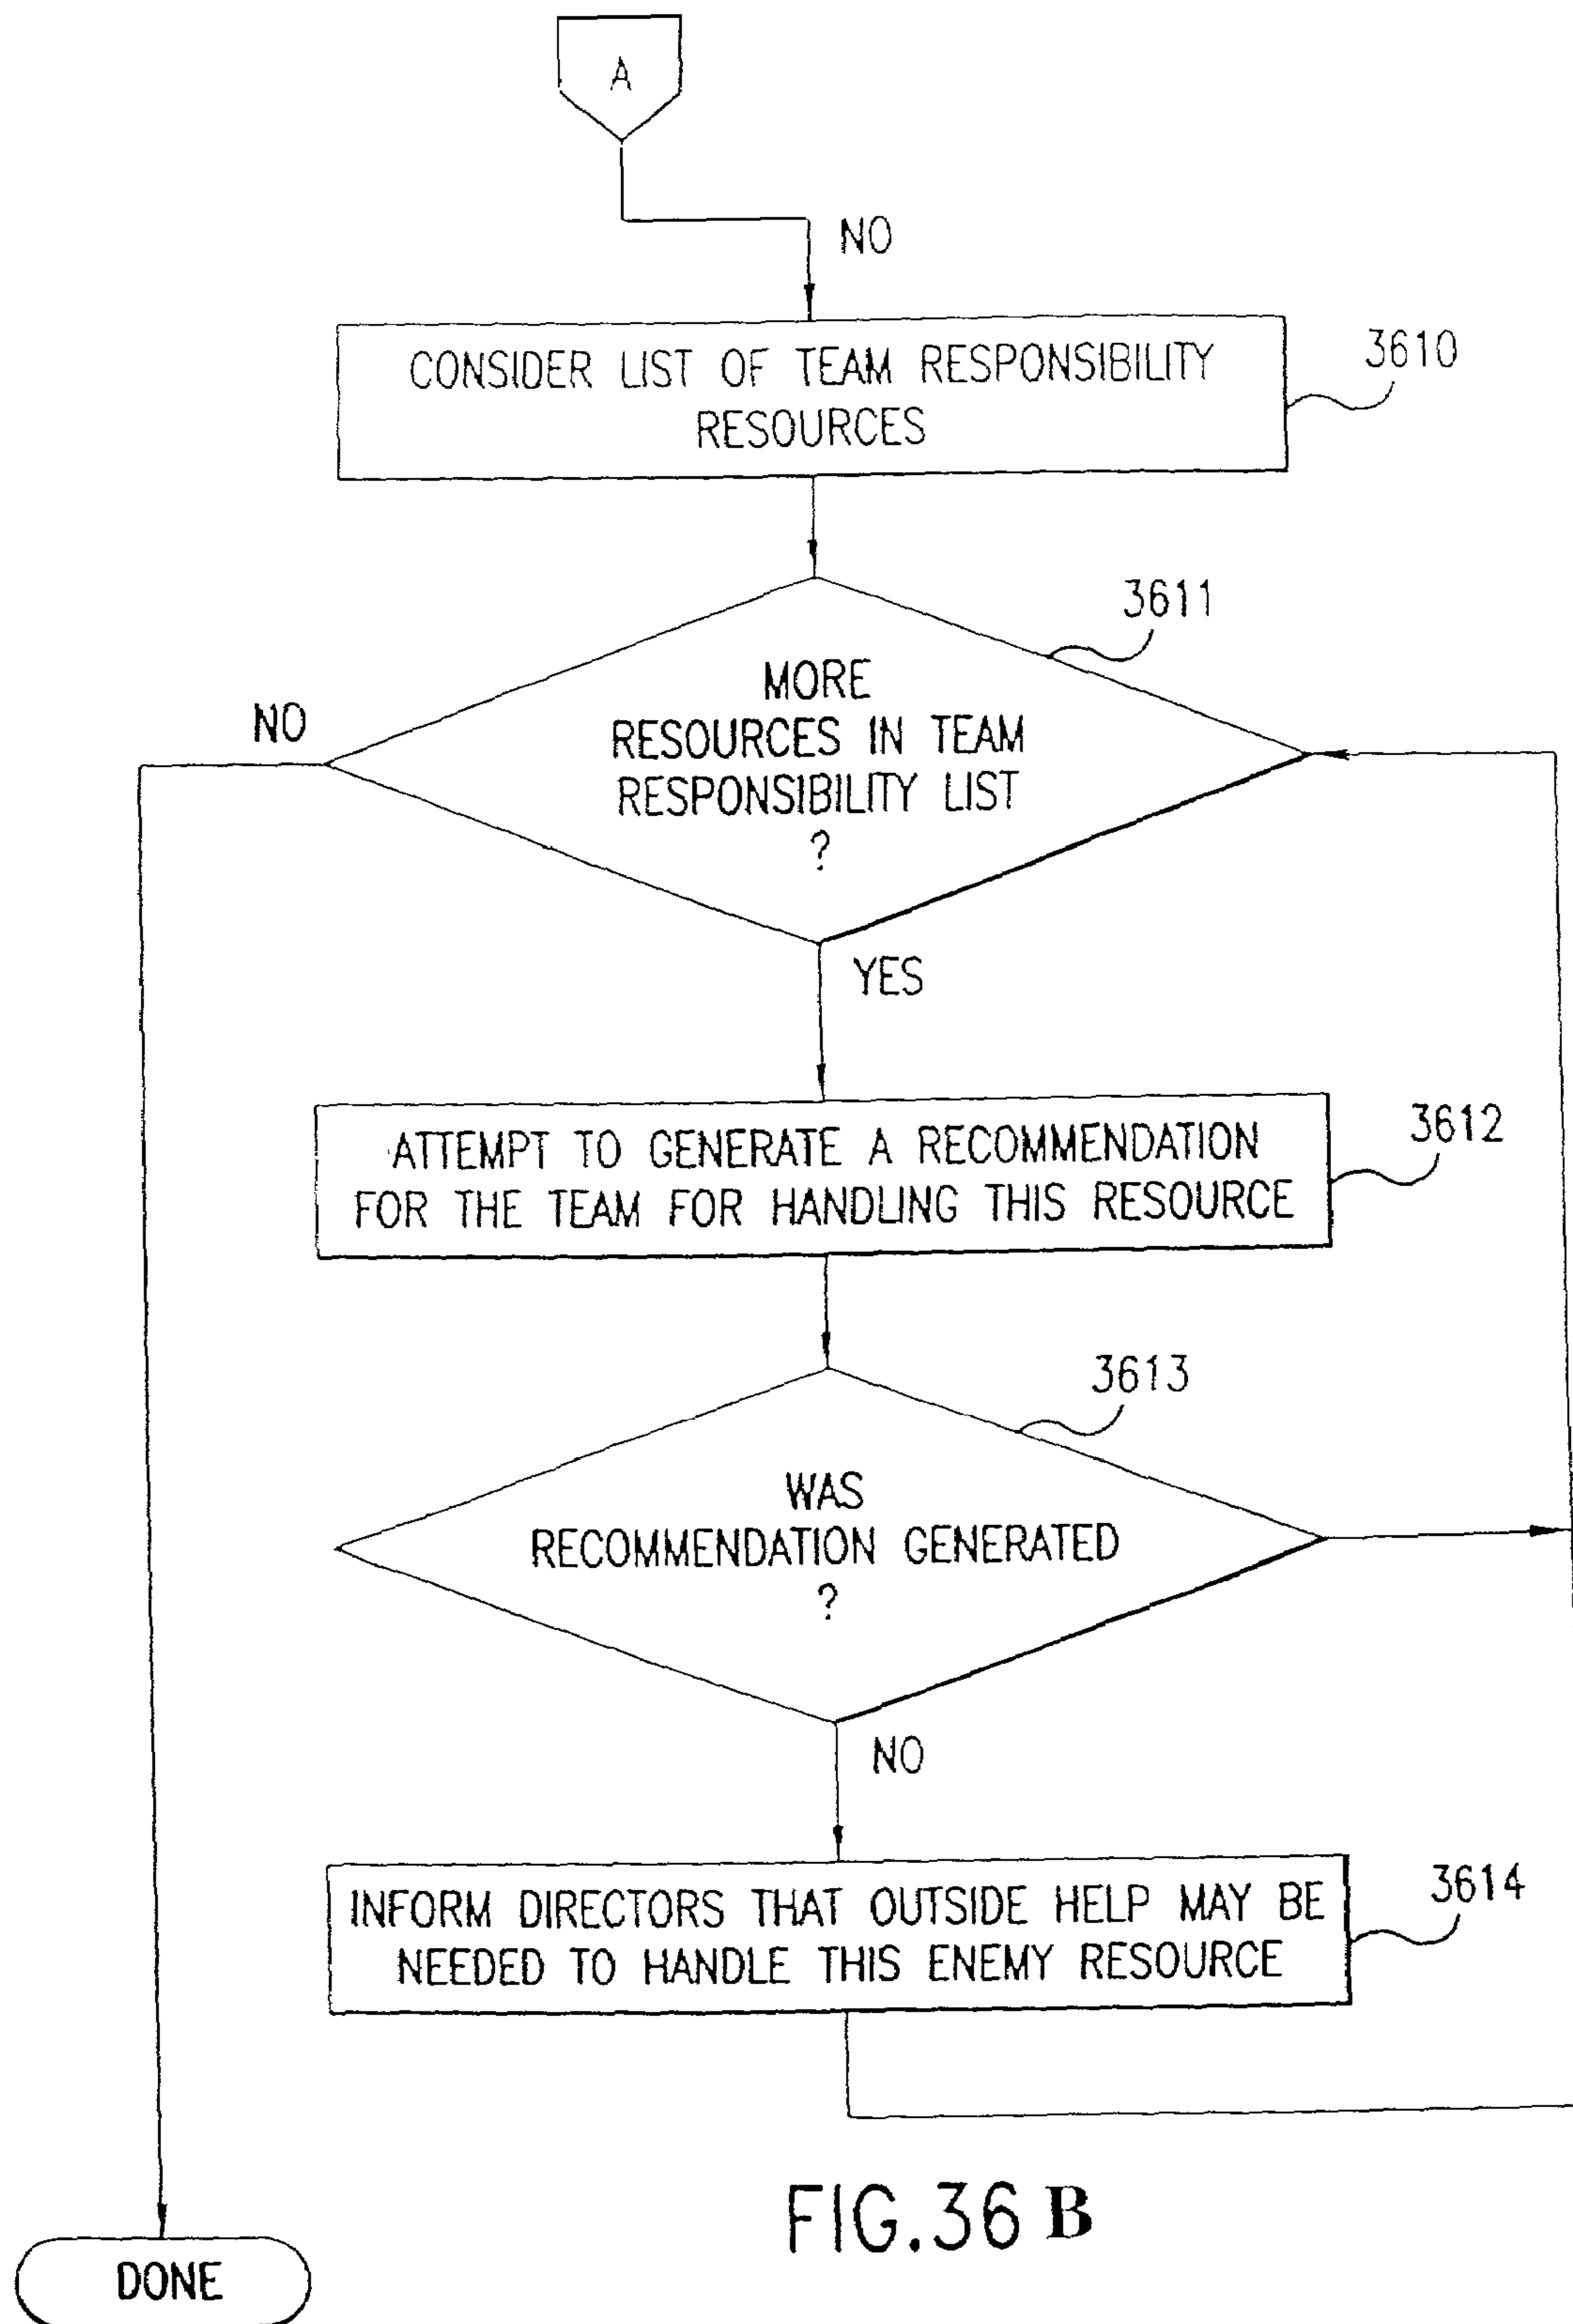 A
NO
CONSIDER LIST OF TEAM RESPONSIBILITY
RESOURCES
3610
3611
MORE
RESOURCES IN TEAM
RESPONSIBILITY LIST
?
NO
YES
ATTEMPT TO GENERATE A RECOMMENDATION
FOR THE TEAM FOR HANDLING THIS RESOURCE
3612
3613
WAS
RECOMMENDATION GENERATED
?
NO
INFORM DIRECTORS THAT OUTSIDE HELP MAY BE
NEEDED TO HANDLE THIS ENEMY RESOURCE
3614
FIG.36 B
DONE